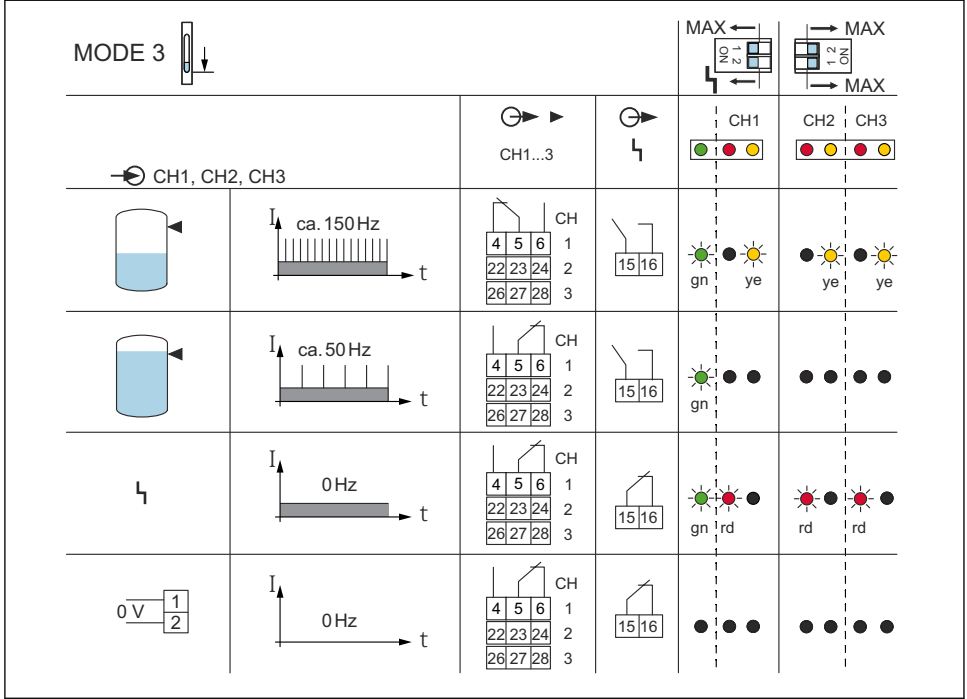 MAX MAX
MODE 3
1 2 ON
1 2 ON
MAX
CH1 CH2 CH3
CH1...3
CH1, CH2, CH3
I ca. 150 Hz t
CH
4 5 6 1
22 23 24 2
26 27 28 3
15 16
gn ye ye ye
I ca. 50 Hz t
CH
4 5 6 1
22 23 24 2
26 27 28 3
15 16
gn
I 0 Hz t
CH
4 5 6 1
22 23 24 2
26 27 28 3
15 16
gn rd rd rd
0 V 1
2
I 0 Hz t
CH
4 5 6 1
22 23 24 2
26 27 28 3
15 16